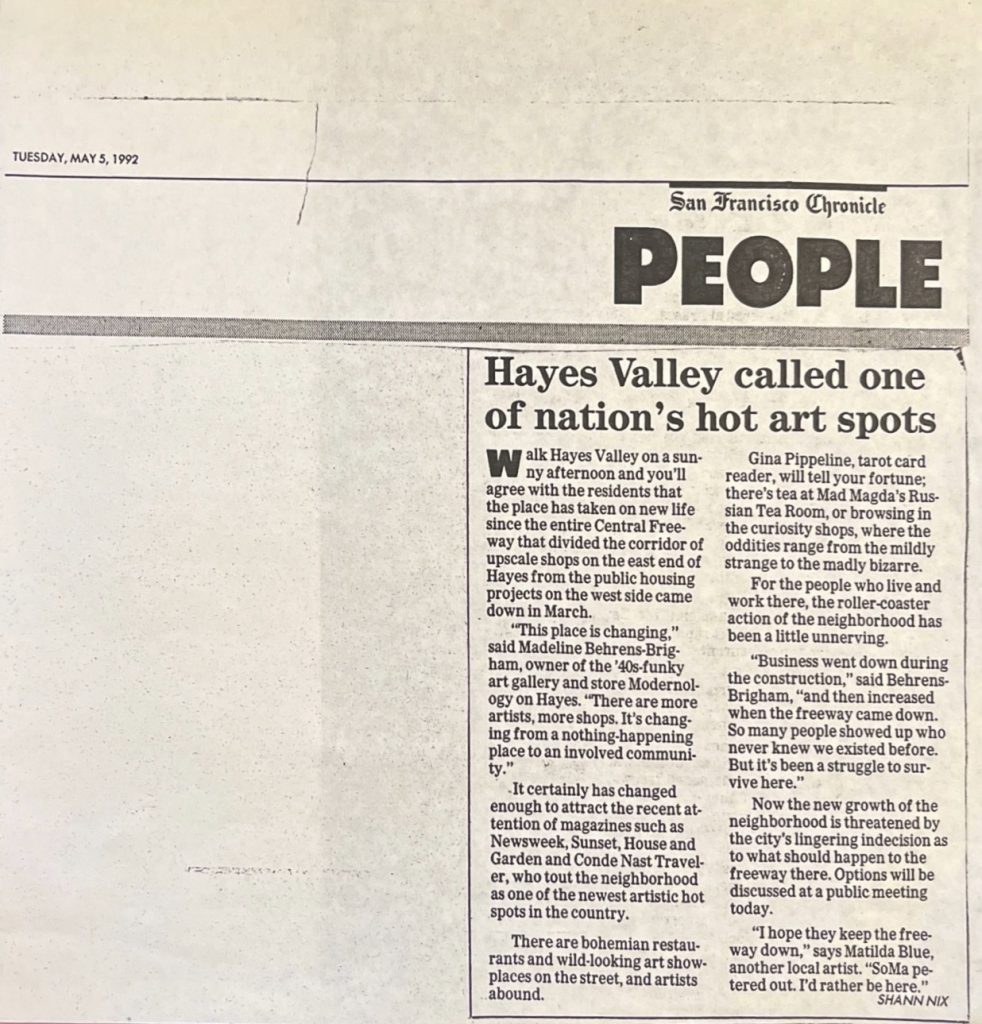 TUESDAY, MAY 5, 1992
San Francisco Chronicle
PEOPLE
Hayes Valley called one
of nation's hot art spots
Walk Hayes Valley on a sun-
ny afternoon and you'll
agree with the residents that
the place has taken on new life
since the entire Central Free-
way that divided the corridor of
upscale shops on the east end of
Hayes from the public housing
projects on the west side came
down in March.
"This place is changing,"
said Madeline Behrens-Brig-
ham, owner of the '40s-funky
art gallery and store Modernol-
ogy on Hayes. "There are more
artists, more shops. It's chang-
ing from a nothing-happening
place to an involved communi-
ty."
It certainly has changed
enough to attract the recent at-
tention of magazines such as
Newsweek, Sunset, House and
Garden and Conde Nast Travel-
er, who tout the neighborhood
as one of the newest artistic hot
spots in the country.
There are bohemian restau-
rants and wild-looking art show-
places on the street, and artists
abound.
Gina Pippeline, tarot card
reader, will tell your fortune;
there's tea at Mad Magda's Rus-
sian Tea Room, or browsing in
the curiosity shops, where the
oddities range from the mildly
strange to the madly bizarre.
For the people who live and
work there, the roller-coaster
action of the neighborhood has
been a little unnerving.
"Business went down during
the construction," said Behrens-
Brigham, "and then increased
when the freeway came down.
So many people showed up who
never knew we existed before.
But it's been a struggle to sur-
vive here."
Now the new growth of the
neighborhood is threatened by
the city's lingering indecision as
to what should happen to the
freeway there. Options will be
discussed at a public meeting
today.
"I hope they keep the free-
way down," says Matilda Blue,
another local artist. "SoMa pe-
tered out. I'd rather be here."
SHANN NIX